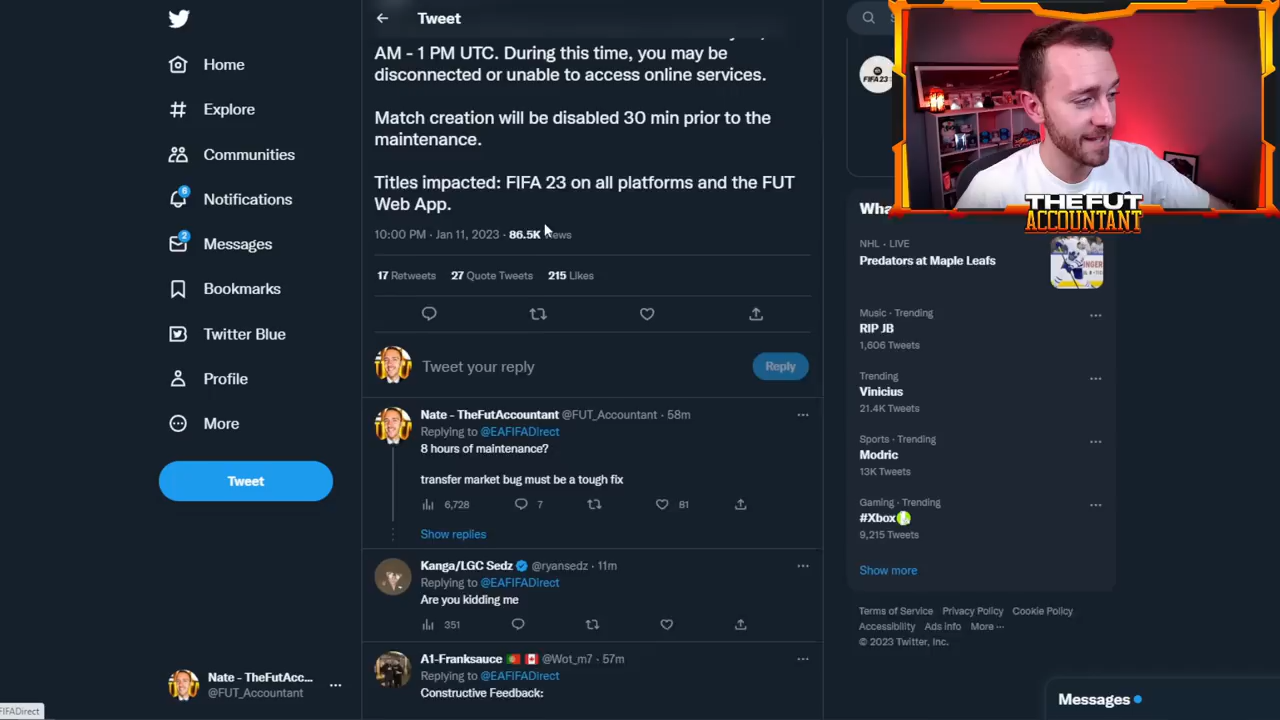 Tweet
AM - 1 PM UTC. During this time, you may be
disconnected or unable to access online services.
Match creation will be disabled 30 min prior to the
maintenance.
Titles impacted: FIFA 23 on all platforms and the FUT
Web App.
10:00 PM · Jan 11, 2023 · 86.5K
17 Retweets 27 Quote Tweets 215 Likes
Tweet your reply
Reply
Nate - TheFutAccountant @FUT_Accountant · 58m
Replying to @EAFIFADirect
8 hours of maintenance?
transfer market bug must be a tough fix
6,728 7 81
Show replies
Kanga/LGC Sedz @ryansedz · 11m
Replying to @EAFIFADirect
Are you kidding me
351
A1-Franksauce @Wot_m7 · 57m
Replying to @EAFIFADirect
Constructive Feedback:
Home
Explore
Communities
6
Notifications
2
Messages
Bookmarks
Twitter Blue
Profile
More
Tweet
Nate - TheFutAcc...
@FUT_Accountant
FIFADirect
FIFA 23
THE FUT
ACCOUNTANT
NHL · LIVE
Predators at Maple Leafs
Music · Trending
RIP JB
1,606 Tweets
Trending
Vinicius
21.4K Tweets
Sports · Trending
Modric
13K Tweets
Gaming · Trending
#Xbox
9,215 Tweets
Show more
Terms of Service Privacy Policy Cookie Policy
Accessibility Ads info More ···
© 2023 Twitter, Inc.
Messages